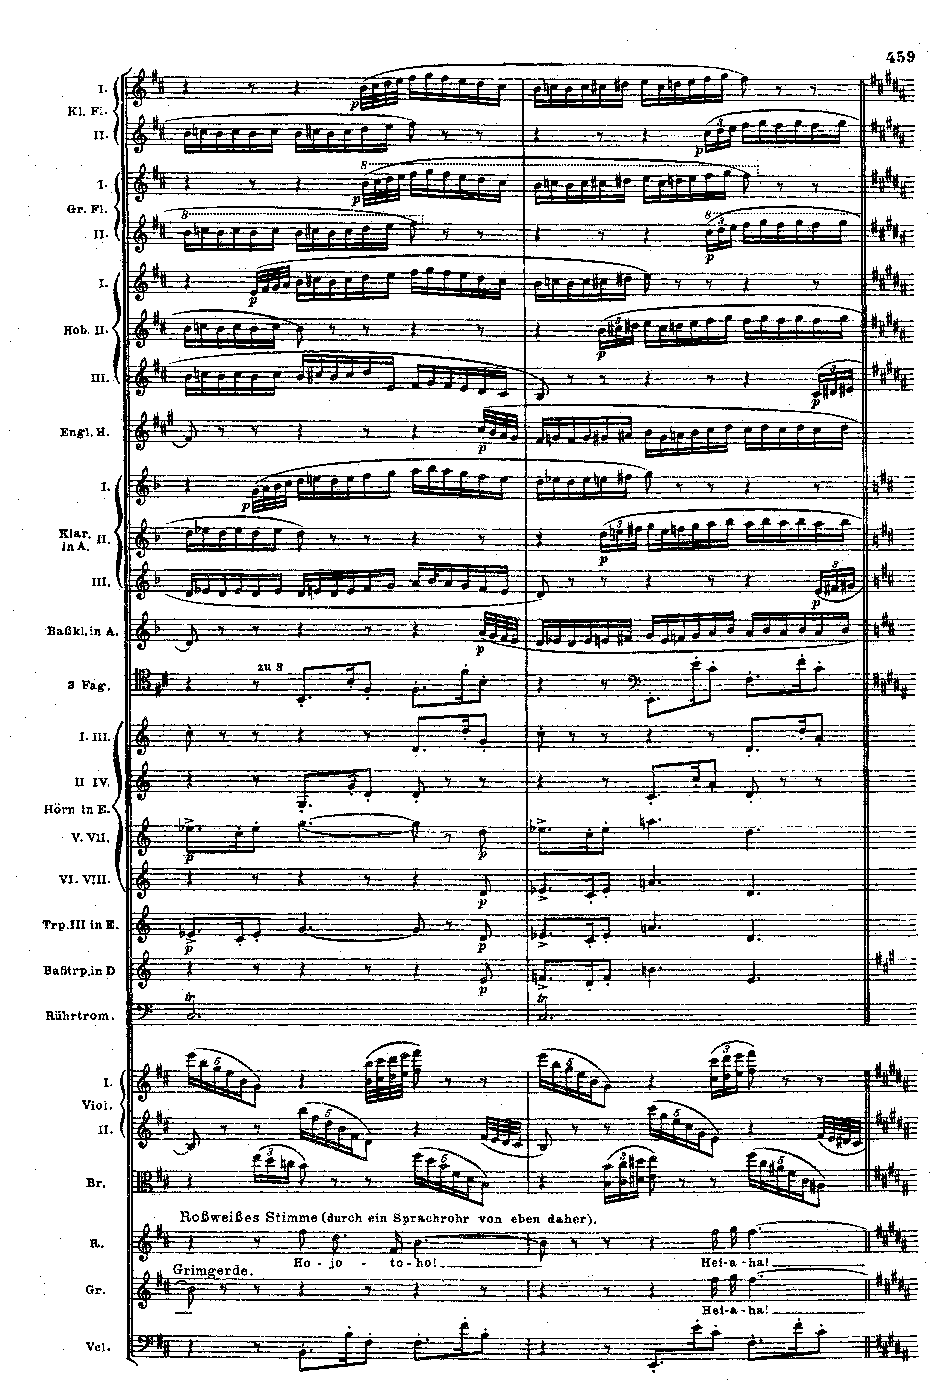 459
I.
Kl. Fl.
II.
I.
Gr. Fl.
II.
I.
Hob. II.
III.
Engl. H.
I.
Klar. in A. II.
III.
Baßkl. in A.
3 Fag.
zu 3
I. III.
II IV.
Hörn in E.
V. VII.
VI. VIII.
Trp. III in E.
Baßtrp. in D
Rührtrom.
I.
Viol.
II.
Br.
Roßweißes Stimme (durch ein Sprachrohr von eben daher).
R.
Ho - jo - to - ho! Hei-a-ha!
Grimgerde.
Gr.
Hei-a-ha!
Vcl.